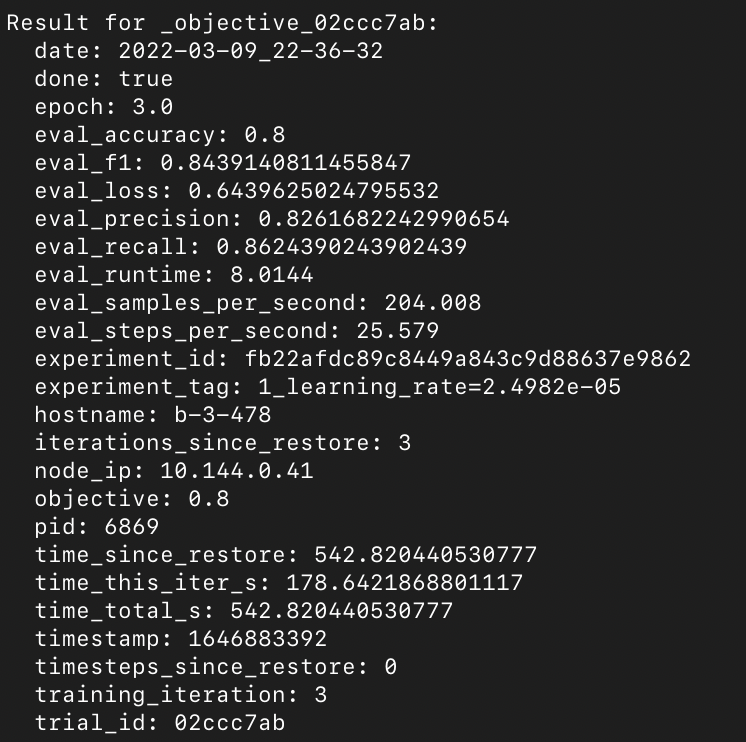 Result for _objective_02ccc7ab:
  date: 2022-03-09_22-36-32
  done: true
  epoch: 3.0
  eval_accuracy: 0.8
  eval_f1: 0.8439140811455847
  eval_loss: 0.6439625024795532
  eval_precision: 0.8261682242990654
  eval_recall: 0.8624390243902439
  eval_runtime: 8.0144
  eval_samples_per_second: 204.008
  eval_steps_per_second: 25.579
  experiment_id: fb22afdc89c8449a843c9d88637e9862
  experiment_tag: 1_learning_rate=2.4982e-05
  hostname: b-3-478
  iterations_since_restore: 3
  node_ip: 10.144.0.41
  objective: 0.8
  pid: 6869
  time_since_restore: 542.820440530777
  time_this_iter_s: 178.6421868801117
  time_total_s: 542.820440530777
  timestamp: 1646883392
  timesteps_since_restore: 0
  training_iteration: 3
  trial_id: 02ccc7ab